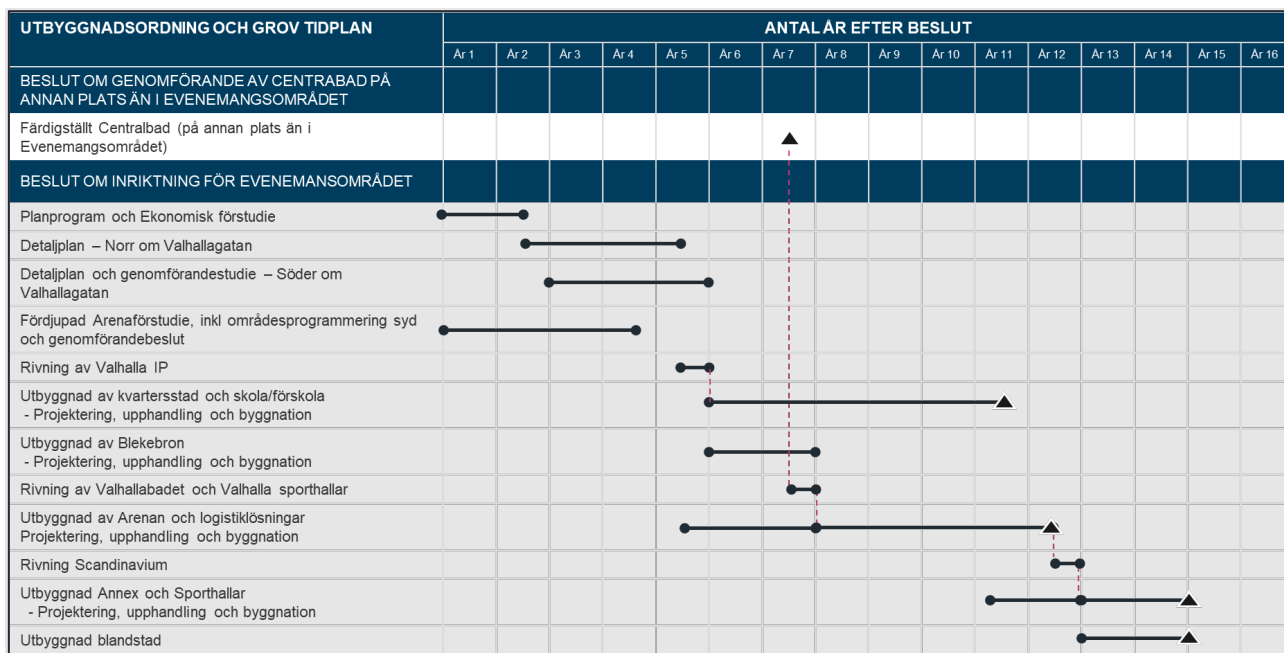 UTBYGGNADSORDNING OCH GROV TIDPLAN
ANTAL ÅR EFTER BESLUT
År 1 År 2 År 3 År 4 År 5 År 6 År 7 År 8 År 9 År 10 År 11 År 12 År 13 År 14 År 15 År 16
BESLUT OM GENOMFÖRANDE AV CENTRABAD PÅ
ANNAN PLATS ÄN I EVENEMANGSOMRÅDET
Färdigställt Centralbad (på annan plats än i
Evenemangsområdet)
BESLUT OM INRIKTNING FÖR EVENEMANSOMRÅDET
Planprogram och Ekonomisk förstudie
Detaljplan – Norr om Valhallagatan
Detaljplan och genomförandestudie – Söder om
Valhallagatan
Fördjupad Arenaförstudie, inkl områdesprogrammering syd
och genomförandebeslut
Rivning av Valhalla IP
Utbyggnad av kvartersstad och skola/förskola
- Projektering, upphandling och byggnation
Utbyggnad av Blekebron
- Projektering, upphandling och byggnation
Rivning av Valhallabadet och Valhalla sporthallar
Utbyggnad av Arenan och logistiklösningar
Projektering, upphandling och byggnation
Rivning Scandinavium
Utbyggnad Annex och Sporthallar
- Projektering, upphandling och byggnation
Utbyggnad blandstad